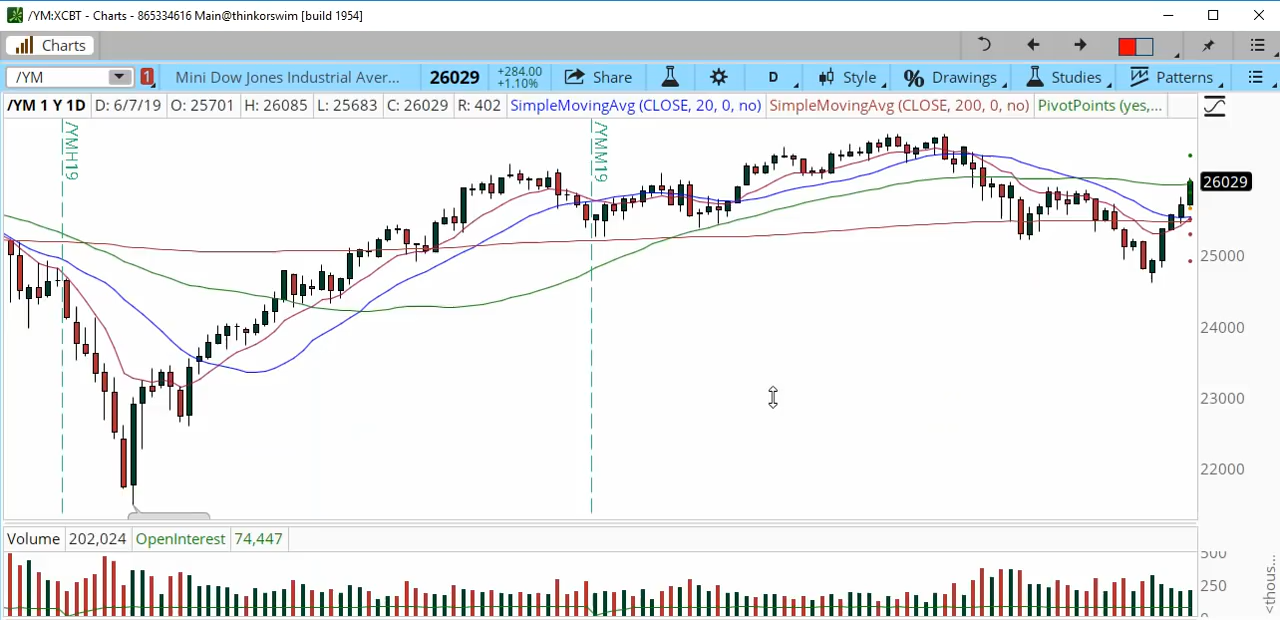 /YM:XCBT - Charts - 865334616 Main@thinkorswim [build 1954]
Charts
/YM 1 Mini Dow Jones Industrial Aver... 26029 +284.00 +1.10% Share D Style % Drawings Studies Patterns
/YM 1 Y 1D D: 6/7/19 O: 25701 H: 26085 L: 25683 C: 26029 R: 402 SimpleMovingAvg (CLOSE, 20, 0, no) SimpleMovingAvg (CLOSE, 200, 0, no) PivotPoints (yes,...
/YMH19
/YMM19
26029
25000
24000
23000
22000
Volume 202,024 OpenInterest 74,447
500
250
0
<thous...